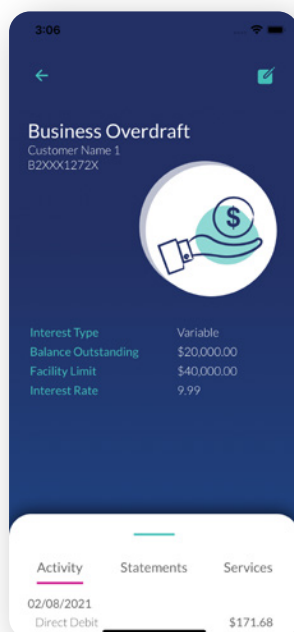 3:06
Business Overdraft
Customer Name 1
B2XXX1272X
$
Interest Type Variable
Balance Outstanding $20,000.00
Facility Limit $40,000.00
Interest Rate 9.99
Activity Statements Services
02/08/2021
Direct Debit $171.68